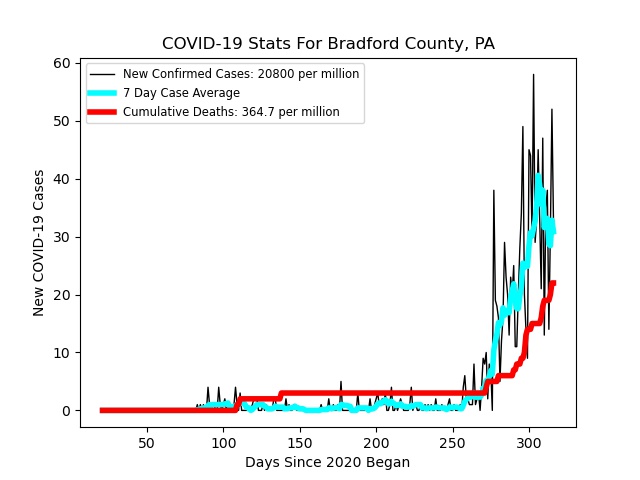 COVID-19 Stats For Bradford County, PA
New Confirmed Cases: 20800 per million
7 Day Case Average
Cumulative Deaths: 364.7 per million
New COVID-19 Cases
60
50
40
30
20
10
0
50 100 150 200 250 300
Days Since 2020 Began